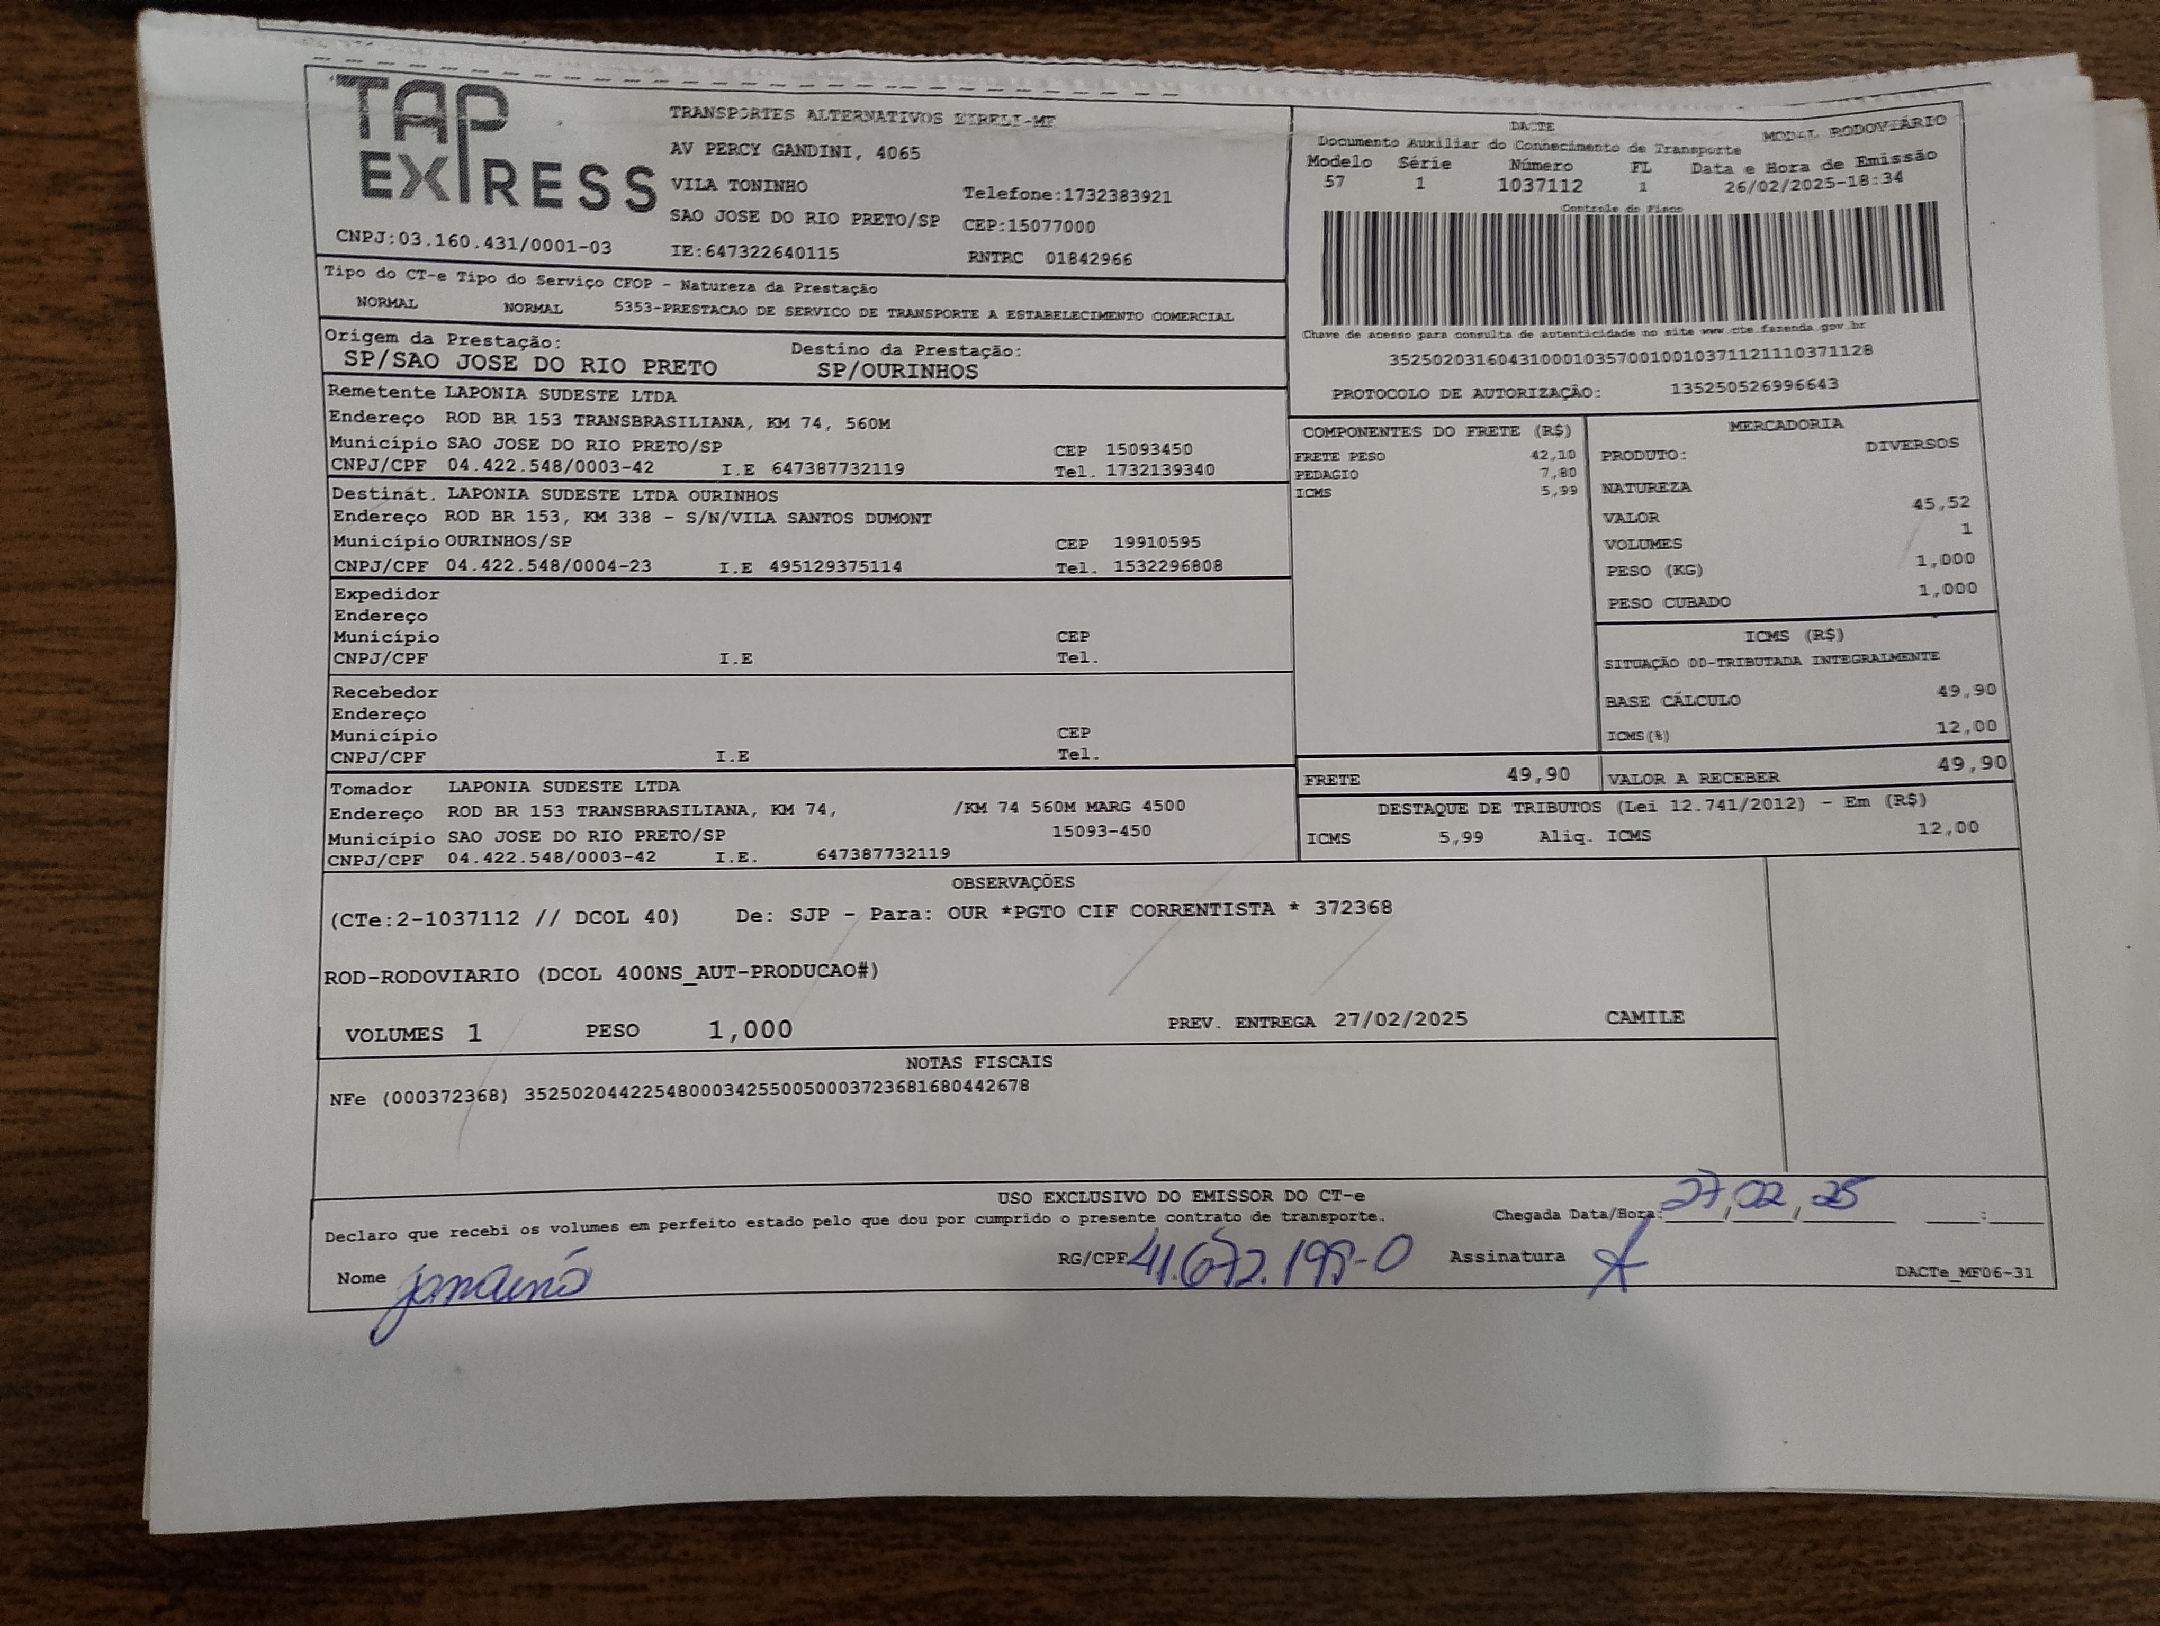 TAP
EXPRESS
CNPJ:03.160.431/0001-03
TRANSPORTES ALTERNATIVOS EIRELI-ME
AV PERCY GANDINI, 4065
VILA TONINHO Telefone:1732383921
SAO JOSE DO RIO PRETO/SP CEP:15077000
IE:647322640115 RNTRC 01842966
DACTE MODAL RODOVIÁRIO
Documento Auxiliar do Connecimento de Transporte
Modelo Série Número FL Data e Hora de Emissão
57 1 1037112 1 26/02/2025-18:34
Controle do Fisco
Chave de acesso para consulta de autenticidade no site www.cte.fazenda.gov.br
35250203160431000103570010010371121110371128
PROTOCOLO DE AUTORIZAÇÃO: 135250526996643
Tipo do CT-e Tipo do Serviço CFOP - Natureza da Prestação
NORMAL NORMAL 5353-PRESTACAO DE SERVICO DE TRANSPORTE A ESTABELECIMENTO COMERCIAL
Origem da Prestação: Destino da Prestação:
SP/SAO JOSE DO RIO PRETO SP/OURINHOS
Remetente LAPONIA SUDESTE LTDA
Endereço ROD BR 153 TRANSBRASILIANA, KM 74, 560M
Município SAO JOSE DO RIO PRETO/SP CEP 15093450
CNPJ/CPF 04.422.548/0003-42 I.E 647387732119 Tel. 1732139340
Destinat. LAPONIA SUDESTE LTDA OURINHOS
Endereço ROD BR 153, KM 338 - S/N/VILA SANTOS DUMONT
Município OURINHOS/SP CEP 19910595
CNPJ/CPF 04.422.548/0004-23 I.E 495129375114 Tel. 1532296808
Expedidor
Endereço
Município CEP
CNPJ/CPF I.E Tel.
Recebedor
Endereço
Município CEP
CNPJ/CPF I.E Tel.
Tomador LAPONIA SUDESTE LTDA
Endereço ROD BR 153 TRANSBRASILIANA, KM 74, /KM 74 560M MARG 4500
Município SAO JOSE DO RIO PRETO/SP 15093-450
CNPJ/CPF 04.422.548/0003-42 I.E. 647387732119
COMPONENTES DO FRETE (R$)
FRETE PESO 42,10
PEDAGIO 7,80
ICMS 5,99
MERCADORIA
PRODUTO: DIVERSOS
NATUREZA
VALOR 45,52
VOLUMES 1
PESO (KG) 1,000
PESO CUBADO 1,000
ICMS (R$)
SITUAÇÃO 00-TRIBUTADA INTEGRALMENTE
BASE CÁLCULO 49,90
ICMS(%) 12,00
FRETE 49,90 VALOR A RECEBER 49,90
DESTAQUE DE TRIBUTOS (Lei 12.741/2012) - Em (R$)
ICMS 5,99 Aliq. ICMS 12,00
OBSERVAÇÕES
(CTe:2-1037112 // DCOL 40) De: SJP - Para: OUR *PGTO CIF CORRENTISTA * 372368
ROD-RODOVIARIO (DCOL 400NS_AUT-PRODUCAO#)
VOLUMES 1 PESO 1,000 PREV. ENTREGA 27/02/2025 CAMILE
NOTAS FISCAIS
NFe (000372368) 35250204422548000342550050003723681680442678
USO EXCLUSIVO DO EMISSOR DO CT-e
Declaro que recebi os volumes em perfeito estado pelo que dou por cumprido o presente contrato de transporte. Chegada Data/Hora: 27,02,25 :
Nome RG/CPF Assinatura
DACTe_MF06-31